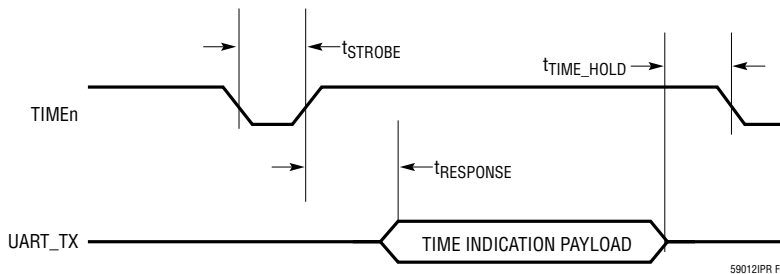 tSTROBE
tTIME_HOLD
TIMEn
tRESPONSE
UART_TX
TIME INDICATION PAYLOAD
59012IPR F